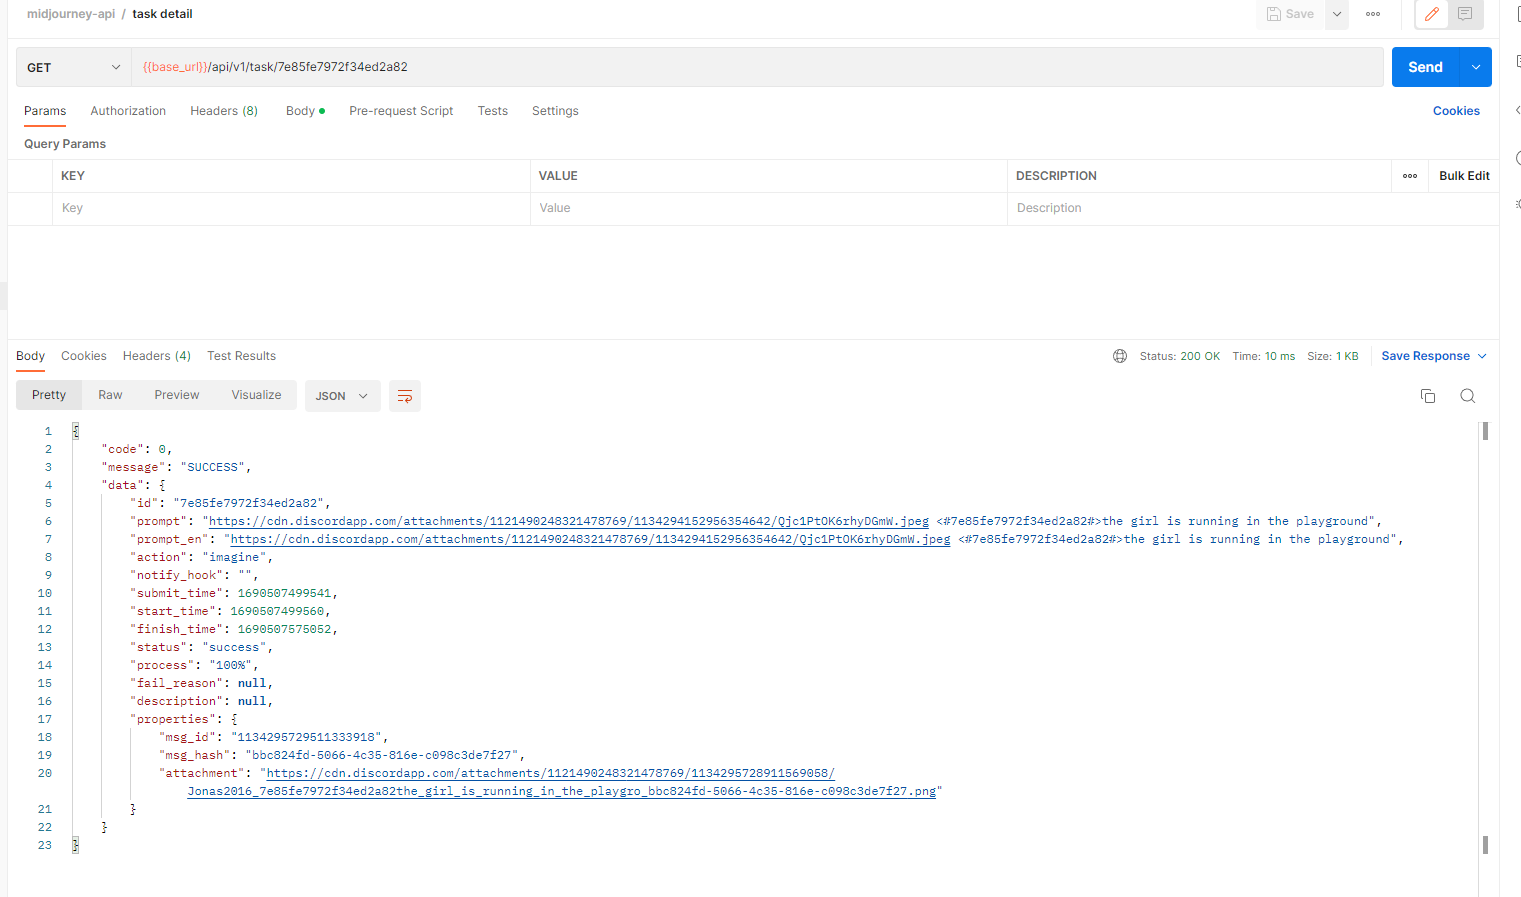 midjourney-api / task detail
Save
GET
{{base_url}}/api/v1/task/7e85fe7972f34ed2a82
Send
Params Authorization Headers (8) Body Pre-request Script Tests Settings Cookies
Query Params
KEY VALUE DESCRIPTION Bulk Edit
Key Value Description
Body Cookies Headers (4) Test Results Status: 200 OK Time: 10 ms Size: 1 KB Save Response
Pretty Raw Preview Visualize JSON
1 {
2 "code": 0,
3 "message": "SUCCESS",
4 "data": {
5 "id": "7e85fe7972f34ed2a82",
6 "prompt": "https://cdn.discordapp.com/attachments/1121490248321478769/1134294152956354642/Qjc1PtOK6rhyDGmW.jpeg <#7e85fe7972f34ed2a82#>the girl is running in the playground",
7 "prompt_en": "https://cdn.discordapp.com/attachments/1121490248321478769/1134294152956354642/Qjc1PtOK6rhyDGmW.jpeg <#7e85fe7972f34ed2a82#>the girl is running in the playground",
8 "action": "imagine",
9 "notify_hook": "",
10 "submit_time": 1690507499541,
11 "start_time": 1690507499560,
12 "finish_time": 1690507575052,
13 "status": "success",
14 "process": "100%",
15 "fail_reason": null,
16 "description": null,
17 "properties": {
18 "msg_id": "1134295729511333918",
19 "msg_hash": "bbc824fd-5066-4c35-816e-c098c3de7f27",
20 "attachment": "https://cdn.discordapp.com/attachments/1121490248321478769/1134295728911569058/
Jonas2016_7e85fe7972f34ed2a82the_girl_is_running_in_the_playgro_bbc824fd-5066-4c35-816e-c098c3de7f27.png"
21 }
22 }
23 }